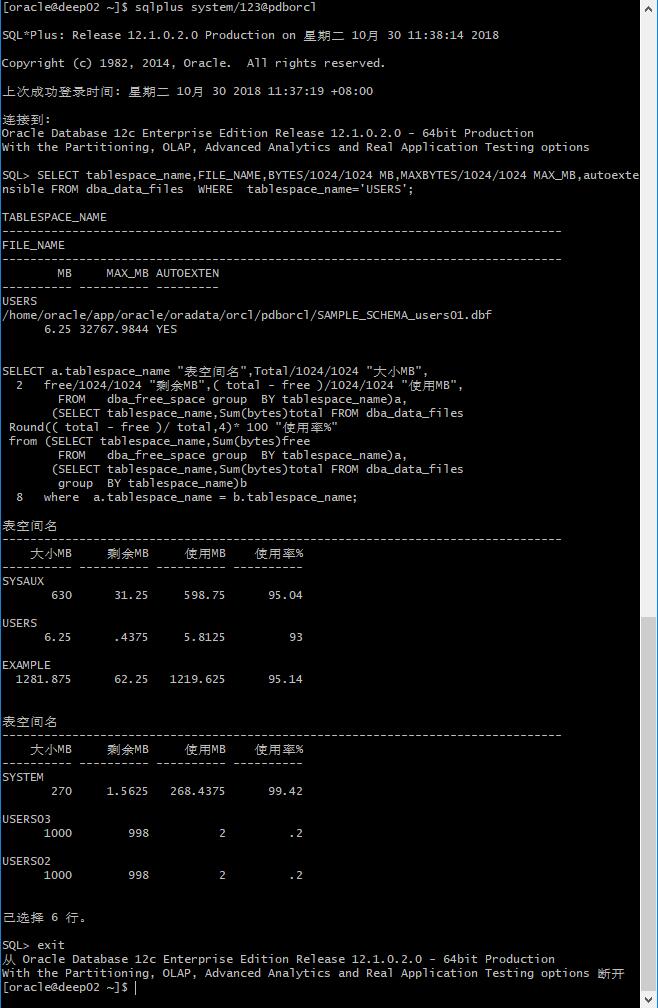 [oracle@deep02 ~]$ sqlplus system/123@pdborcl
SQL*Plus: Release 12.1.0.2.0 Production on 星期二 10月 30 11:38:14 2018
Copyright (c) 1982, 2014, Oracle.  All rights reserved.
上次成功登录时间: 星期二 10月 30 2018 11:37:19 +08:00
连接到:
Oracle Database 12c Enterprise Edition Release 12.1.0.2.0 - 64bit Production
With the Partitioning, OLAP, Advanced Analytics and Real Application Testing options
SQL> SELECT tablespace_name,FILE_NAME,BYTES/1024/1024 MB,MAXBYTES/1024/1024 MAX_MB,autoexte
nsible FROM dba_data_files  WHERE  tablespace_name='USERS';
TABLESPACE_NAME
--------------------------------------------------------------------------------
FILE_NAME
--------------------------------------------------------------------------------
        MB     MAX_MB AUTOEXTEN
---------- ---------- ---------
USERS
/home/oracle/app/oracle/oradata/orcl/pdborcl/SAMPLE_SCHEMA_users01.dbf
      6.25 32767.9844 YES
SELECT a.tablespace_name "表空间名",Total/1024/1024 "大小MB",
  2   free/1024/1024 "剩余MB",( total - free )/1024/1024 "使用MB",
        FROM   dba_free_space group  BY tablespace_name)a,
       (SELECT tablespace_name,Sum(bytes)total FROM dba_data_files
 Round(( total - free )/ total,4)* 100 "使用率%"
 from (SELECT tablespace_name,Sum(bytes)free
        FROM   dba_free_space group  BY tablespace_name)a,
       (SELECT tablespace_name,Sum(bytes)total FROM dba_data_files
        group  BY tablespace_name)b
  8   where  a.tablespace_name = b.tablespace_name;
表空间名
--------------------------------------------------------------------------------
    大小MB     剩余MB     使用MB    使用率%
---------- ---------- ---------- ----------
SYSAUX
       630      31.25     598.75      95.04
USERS
      6.25      .4375     5.8125         93
EXAMPLE
  1281.875      62.25   1219.625      95.14
表空间名
--------------------------------------------------------------------------------
    大小MB     剩余MB     使用MB    使用率%
---------- ---------- ---------- ----------
SYSTEM
       270     1.5625   268.4375      99.42
USERS03
      1000        998          2         .2
USERS02
      1000        998          2         .2
已选择 6 行。
SQL> exit
从 Oracle Database 12c Enterprise Edition Release 12.1.0.2.0 - 64bit Production
With the Partitioning, OLAP, Advanced Analytics and Real Application Testing options 断开
[oracle@deep02 ~]$